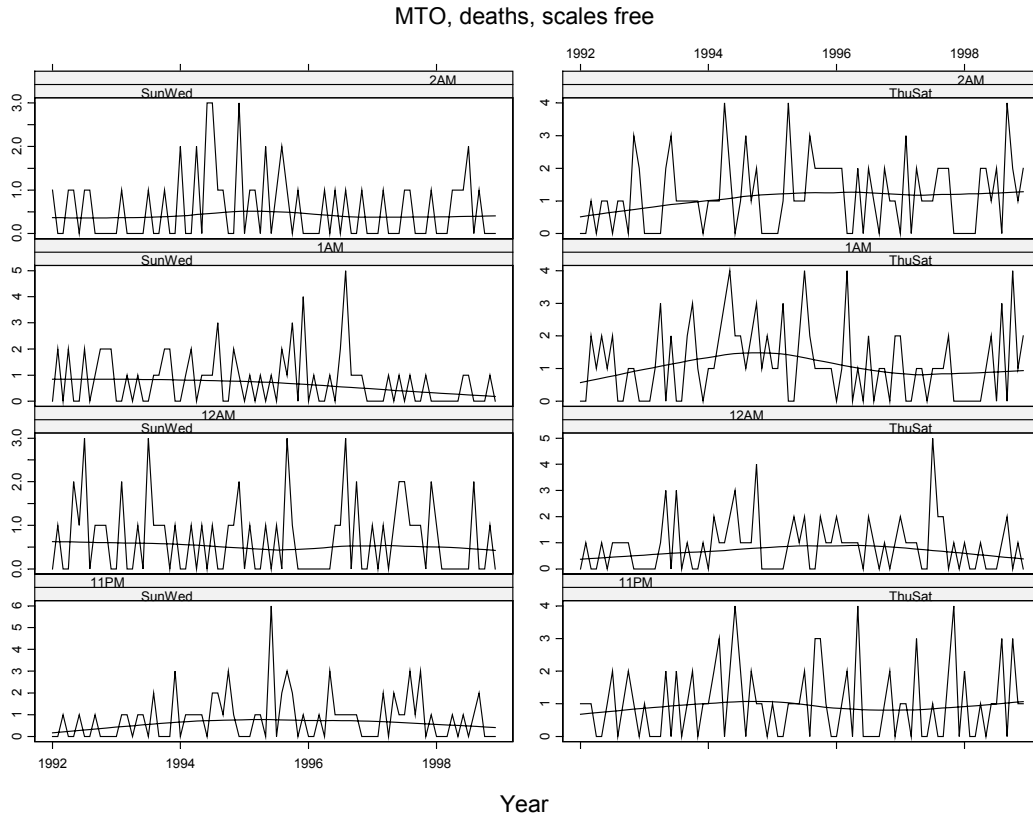 MTO, deaths, scales free
1992 1994 1996 1998
2AM 2AM
SunWed ThuSat
0.0 1.0 2.0 3.0
0 1 2 3 4
1AM 1AM
SunWed ThuSat
0 1 2 3 4 5
0 1 2 3 4
12AM 12AM
SunWed ThuSat
0.0 1.0 2.0 3.0
0 1 2 3 4 5
11PM 11PM
SunWed ThuSat
0 1 2 3 4 5 6
0 1 2 3 4
1992 1994 1996 1998
Year